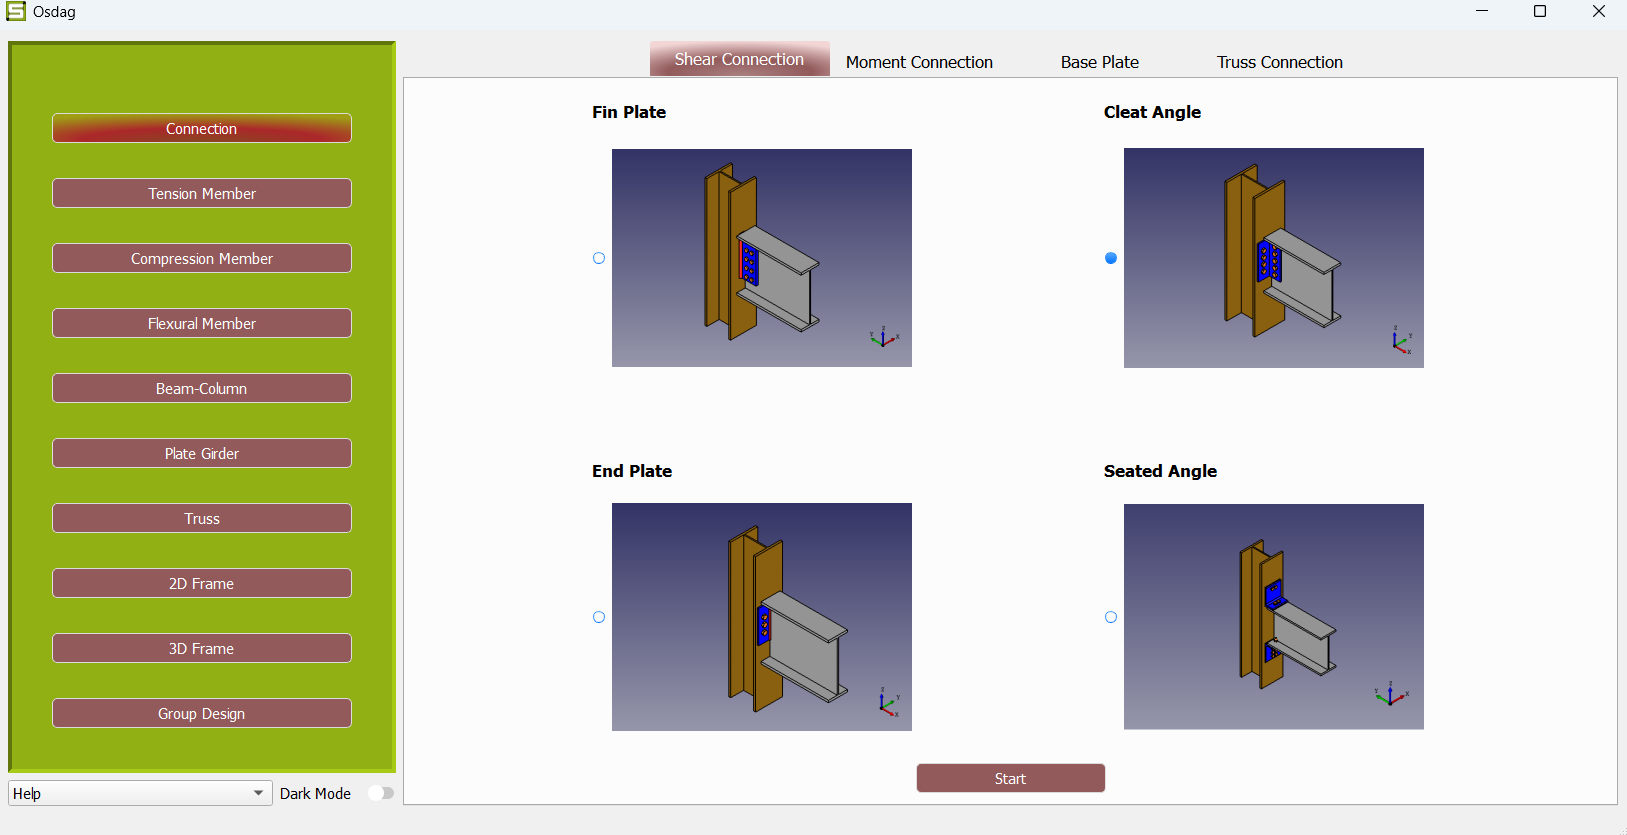 Osdag
Connection
Tension Member
Compression Member
Flexural Member
Beam-Column
Plate Girder
Truss
2D Frame
3D Frame
Group Design
Help
Dark Mode
Shear Connection
Moment Connection
Base Plate
Truss Connection
Fin Plate
Cleat Angle
End Plate
Seated Angle
Start